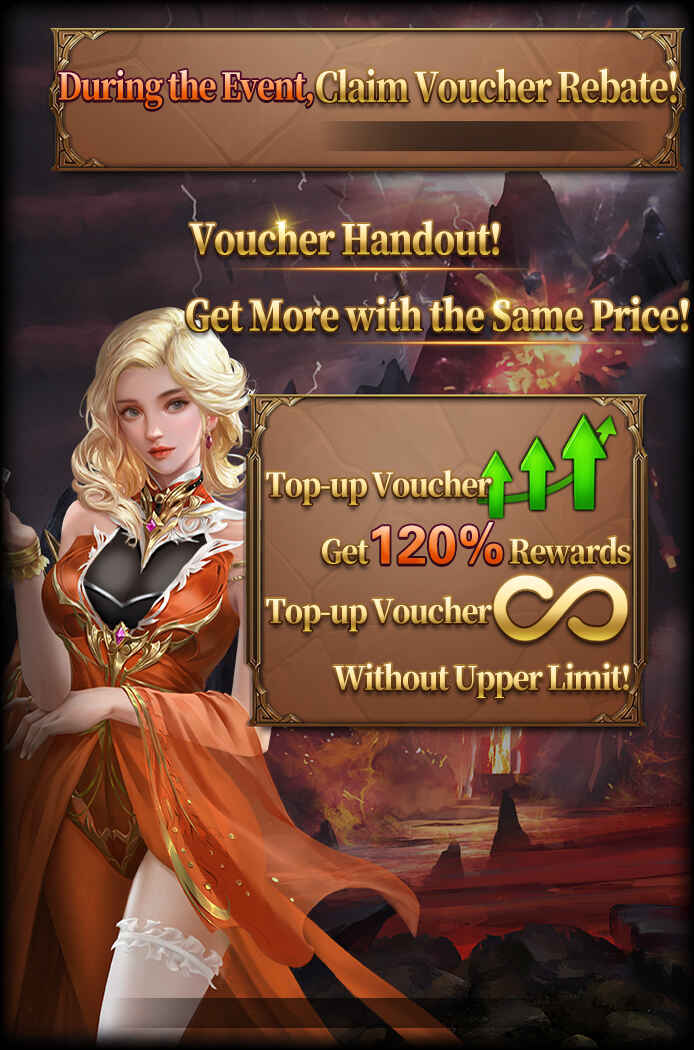 During the Event,Claim Voucher Rebate!
Voucher Handout!
Get More with the Same Price!
Top-up Voucher
Get 120% Rewards
Top-up Voucher
Without Upper Limit!